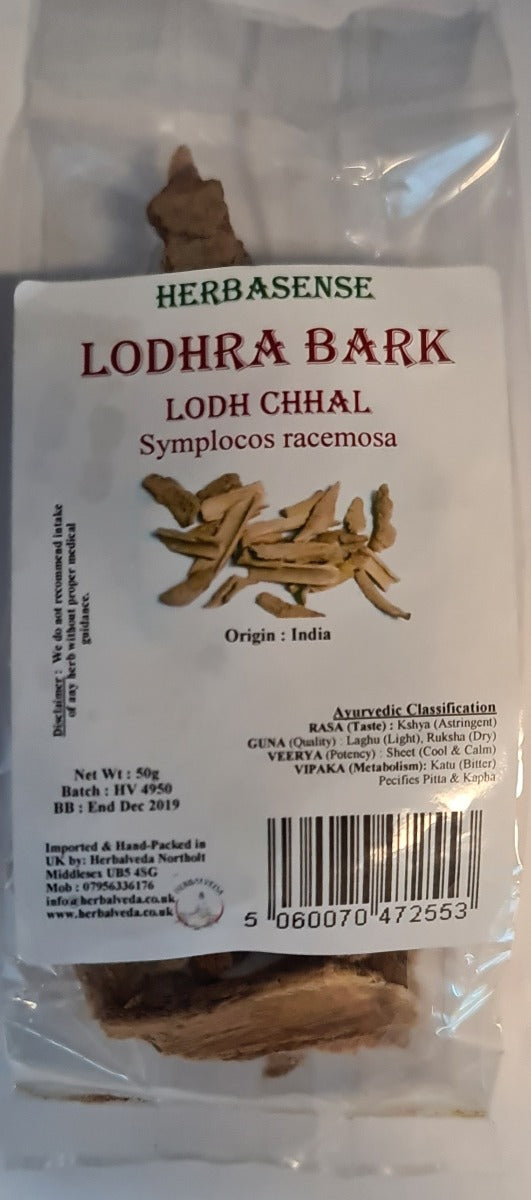 HERBASENSE
LODHRA BARK
LODH CHHAL
Symplocos racemosa
Disclaimer : We do not recommend intake
of any herb without proper medical
guidance.
Origin : India
Ayurvedic Classification
RASA (Taste) : Kshya (Astringent)
GUNA (Quality) : Laghu (Light), Ruksha (Dry)
VEERYA (Potency) : Sheet (Cool & Calm)
VIPAKA (Metabolism): Katu (Bitter)
Pecifies Pitta & Kapha
Net Wt : 50g
Batch : HV 4950
BB : End Dec 2019
Imported & Hand-Packed in
UK by: Herbalveda Northolt
Middlesex UB5 4SG
Mob : 07956336176
info@herbalveda.co.uk
www.herbalveda.co.uk
HERBALVEDA
5 060070 472553